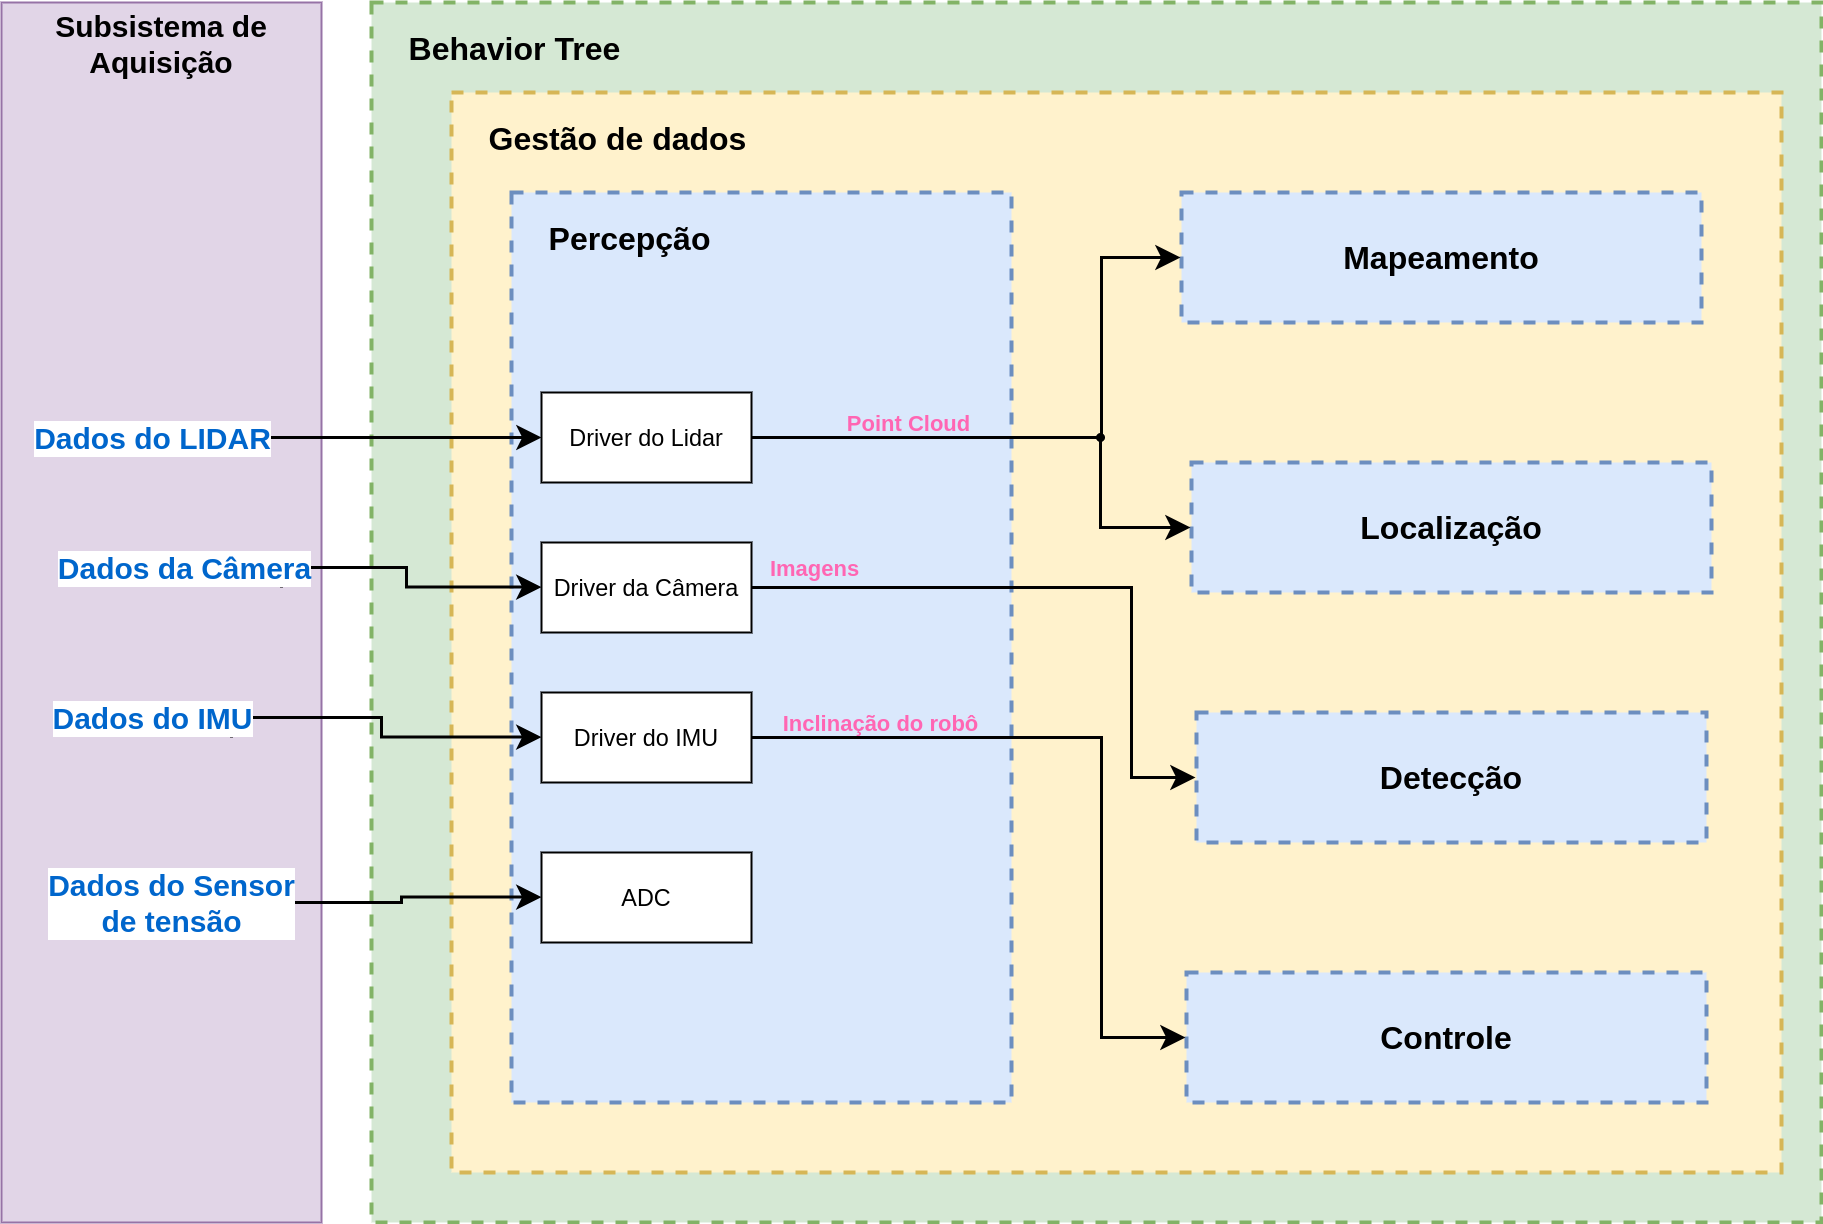 Subsistema de
Aquisição
Behavior Tree
Gestão de dados
Percepção
Mapeamento
Point Cloud
Dados do LIDAR
Driver do Lidar
Localização
Imagens
Dados da Câmera
Driver da Câmera
Inclinação do robô
Dados do IMU
Driver do IMU
Detecção
Dados do Sensor
de tensão
ADC
Controle